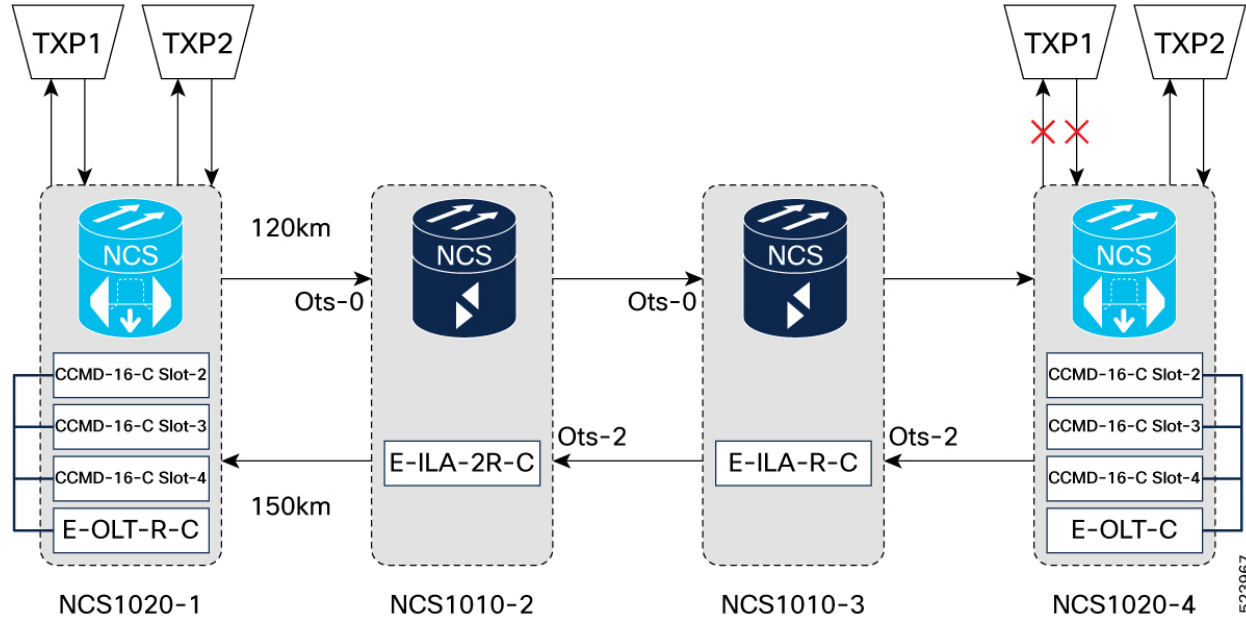 TXP1
TXP2
TXP1
TXP2
NCS
NCS
NCS
NCS
120km
Ots-0
Ots-0
CCMD-16-C Slot-2
CCMD-16-C Slot-3
CCMD-16-C Slot-4
E-OLT-R-C
150km
E-ILA-2R-C
Ots-2
E-ILA-R-C
Ots-2
CCMD-16-C Slot-2
CCMD-16-C Slot-3
CCMD-16-C Slot-4
E-OLT-C
NCS1020-1
NCS1010-2
NCS1010-3
NCS1020-4
523967